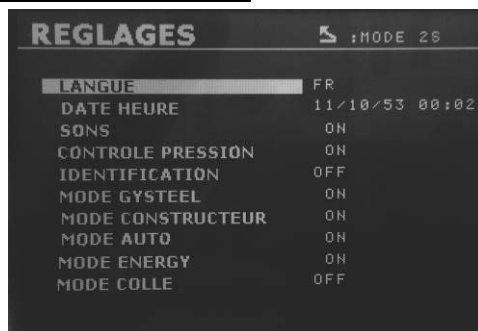 REGLAGES :MODE 2S
LANGUE FR
DATE HEURE 11/10/53 00:02
SONS ON
CONTROLE PRESSION ON
IDENTIFICATION OFF
MODE GYSTEEL ON
MODE CONSTRUCTEUR ON
MODE AUTO ON
MODE ENERGY ON
MODE COLLE OFF